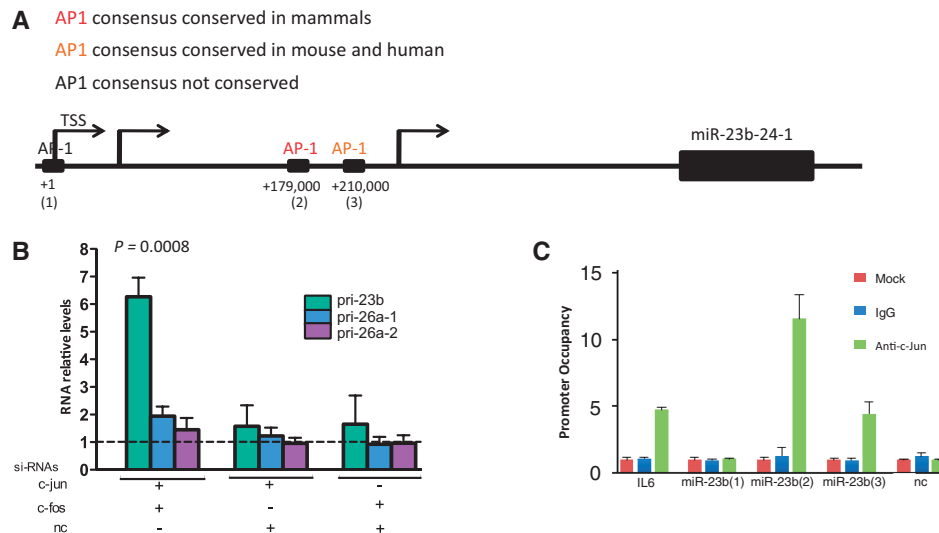 A
AP1 consensus conserved in mammals
AP1 consensus conserved in mouse and human
AP1 consensus not conserved
TSS
AP-1
AP-1
AP-1
miR-23b-24-1
+1
+179,000
+210,000
(1)
(2)
(3)
B
P = 0.0008
8
7
6
5
4
3
2
1
0
RNA relative levels
pri-23b
pri-26a-1
pri-26a-2
si-RNAs
c-jun + + -
c-fos + - +
nc - + +
C
15
10
5
0
Promoter Occupancy
Mock
IgG
Anti-c-Jun
IL6 miR-23b(1) miR-23b(2) miR-23b(3) nc